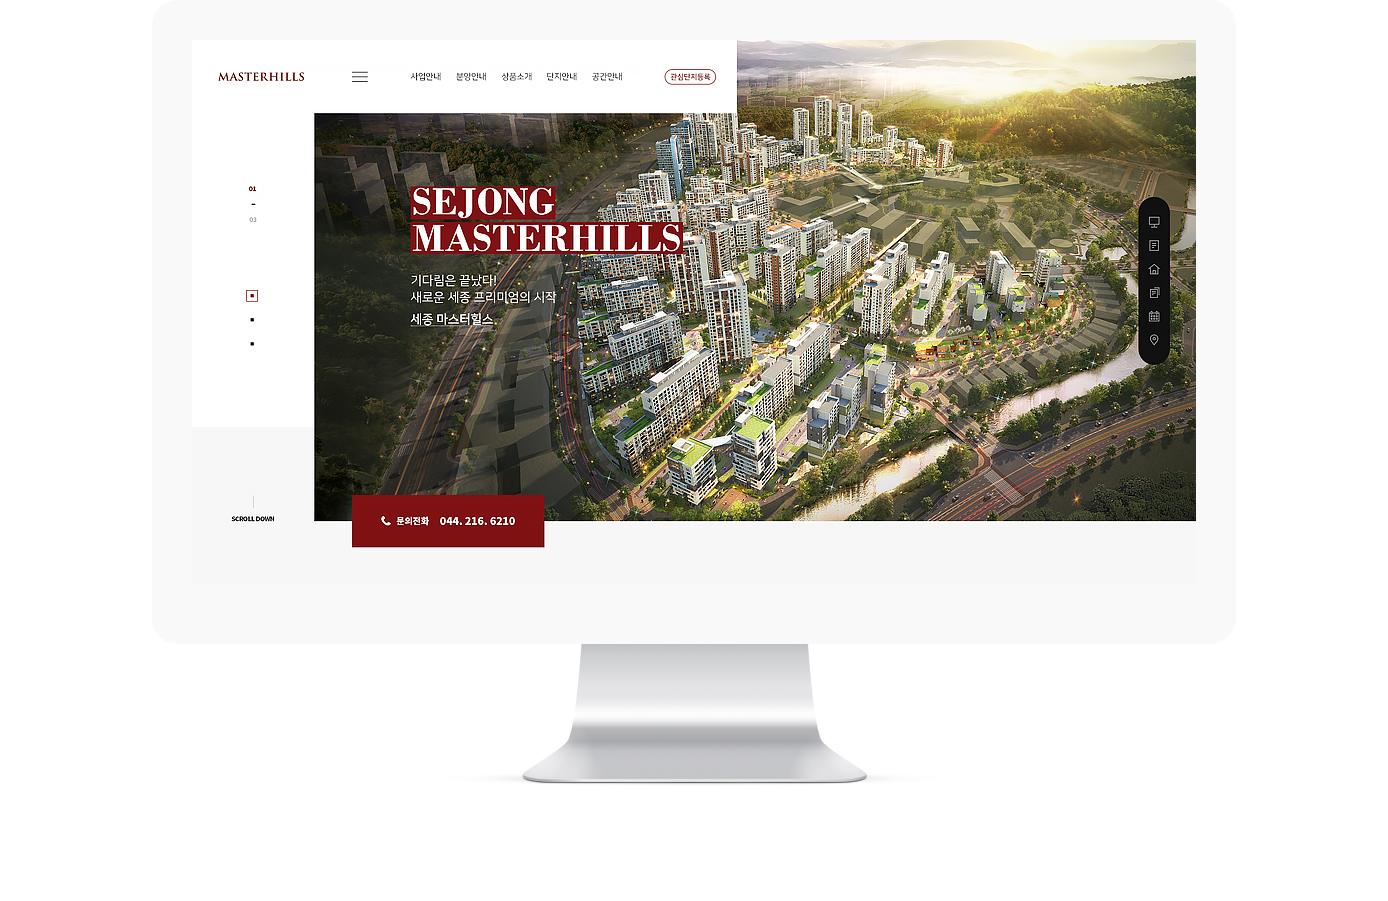 MASTERHILLS
사업안내 분양안내 상품소개 단지안내 공간안내
관심단지등록
01
03
SEJONG
MASTERHILLS
기다림은 끝났다!
새로운 세종 프리미엄의 시작
세종 마스터힐스
SCROLL DOWN
문의전화 044. 216. 6210